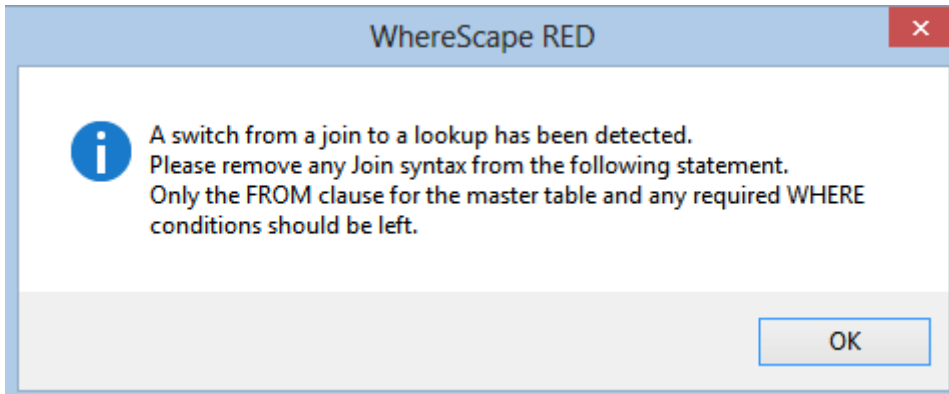 WhereScape RED
A switch from a join to a lookup has been detected.
Please remove any Join syntax from the following statement.
Only the FROM clause for the master table and any required WHERE
conditions should be left.
OK